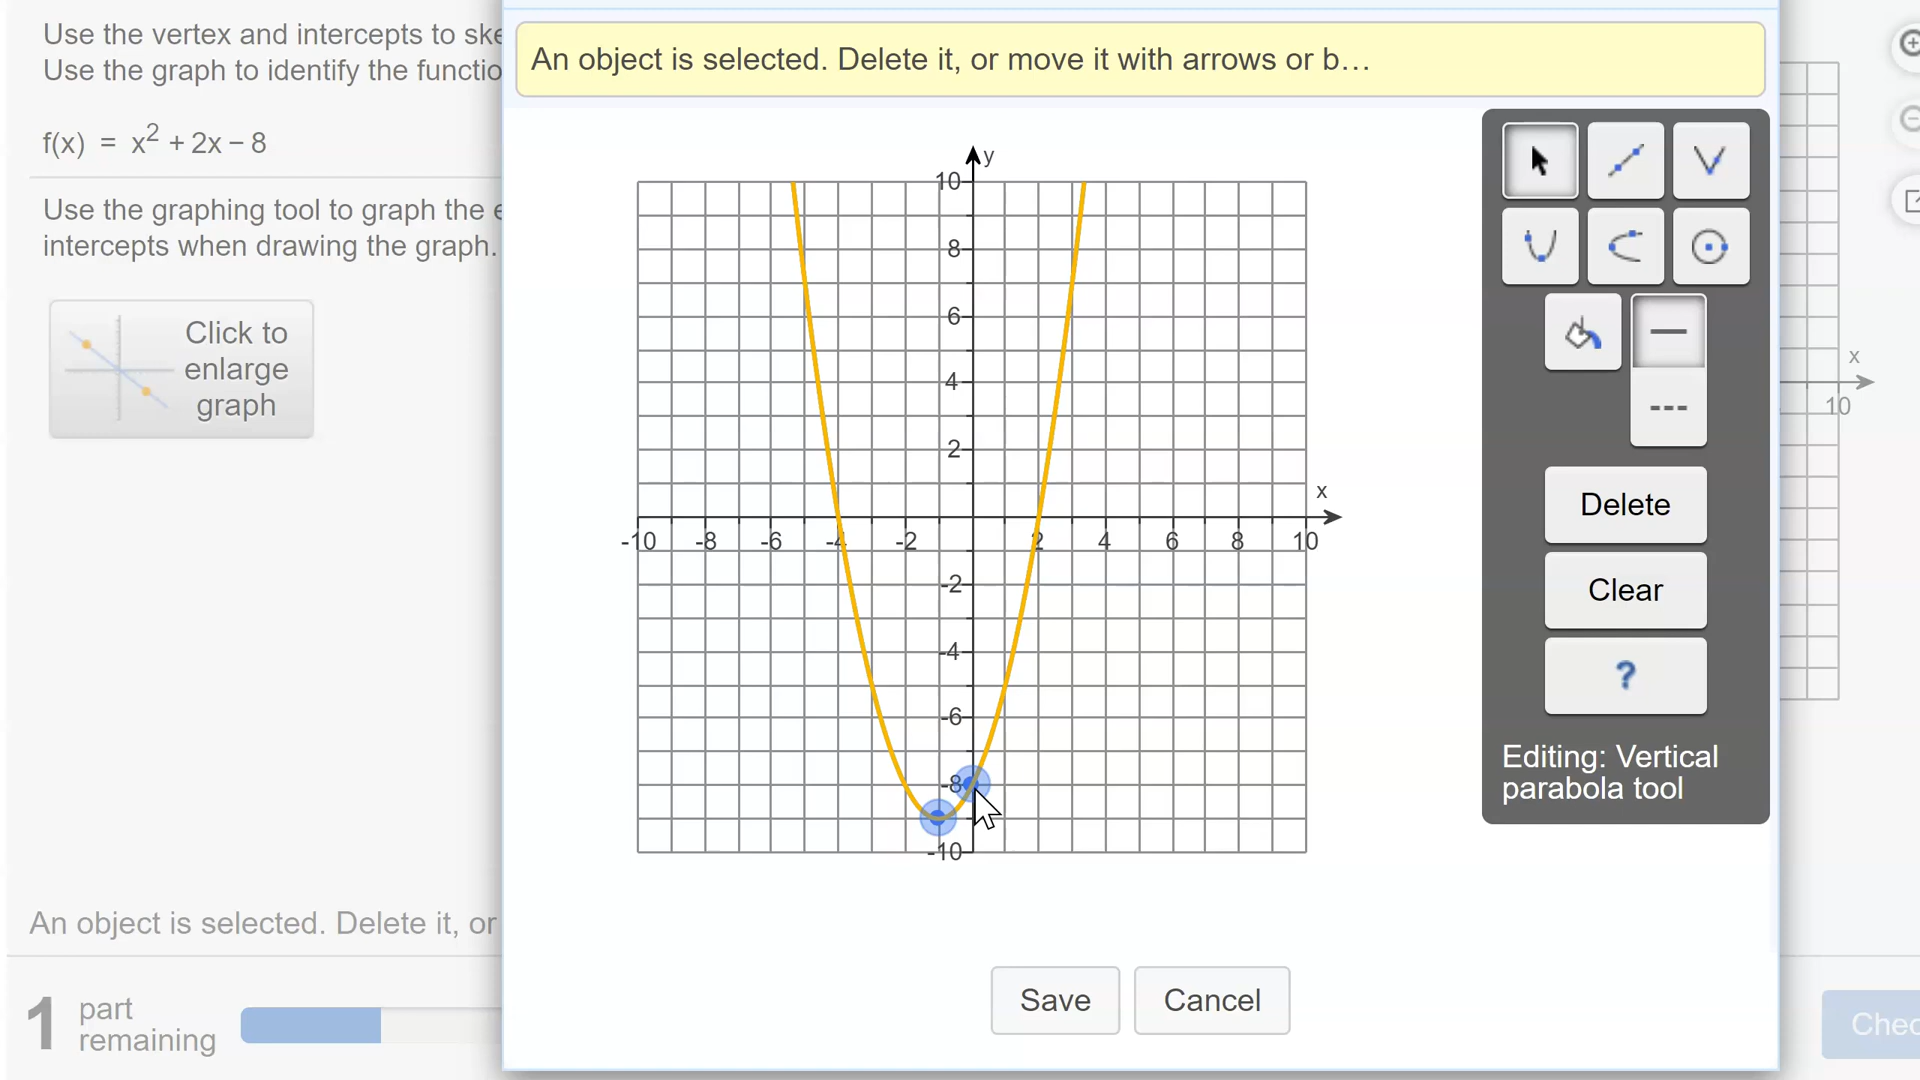 Use the vertex and intercepts to ske
Use the graph to identify the functio
f(x) = x² + 2x − 8
Use the graphing tool to graph the e
intercepts when drawing the graph.
Click to
enlarge
graph
An object is selected. Delete it, or
1 part
remaining
An object is selected. Delete it, or move it with arrows or b...
y
10
8
6
4
2
x
-10 -8 -6 -4 -2 2 4 6 8 10
-2
-4
-6
-8
-10
Save Cancel
Delete
Clear
?
Editing: Vertical
parabola tool
x
10
Chec